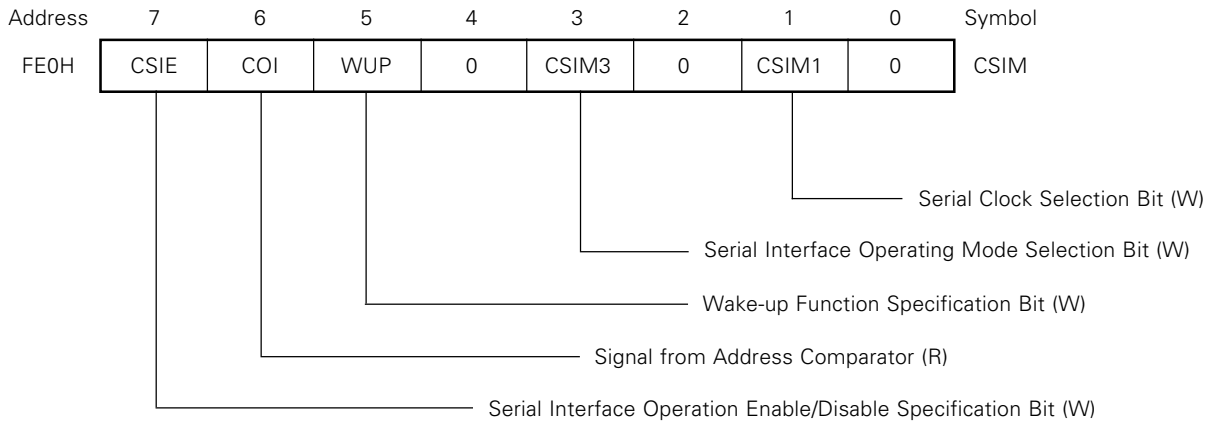 Address 7 6 5 4 3 2 1 0 Symbol
FE0H CSIE COI WUP 0 CSIM3 0 CSIM1 0 CSIM
Serial Clock Selection Bit (W)
Serial Interface Operating Mode Selection Bit (W)
Wake-up Function Specification Bit (W)
Signal from Address Comparator (R)
Serial Interface Operation Enable/Disable Specification Bit (W)